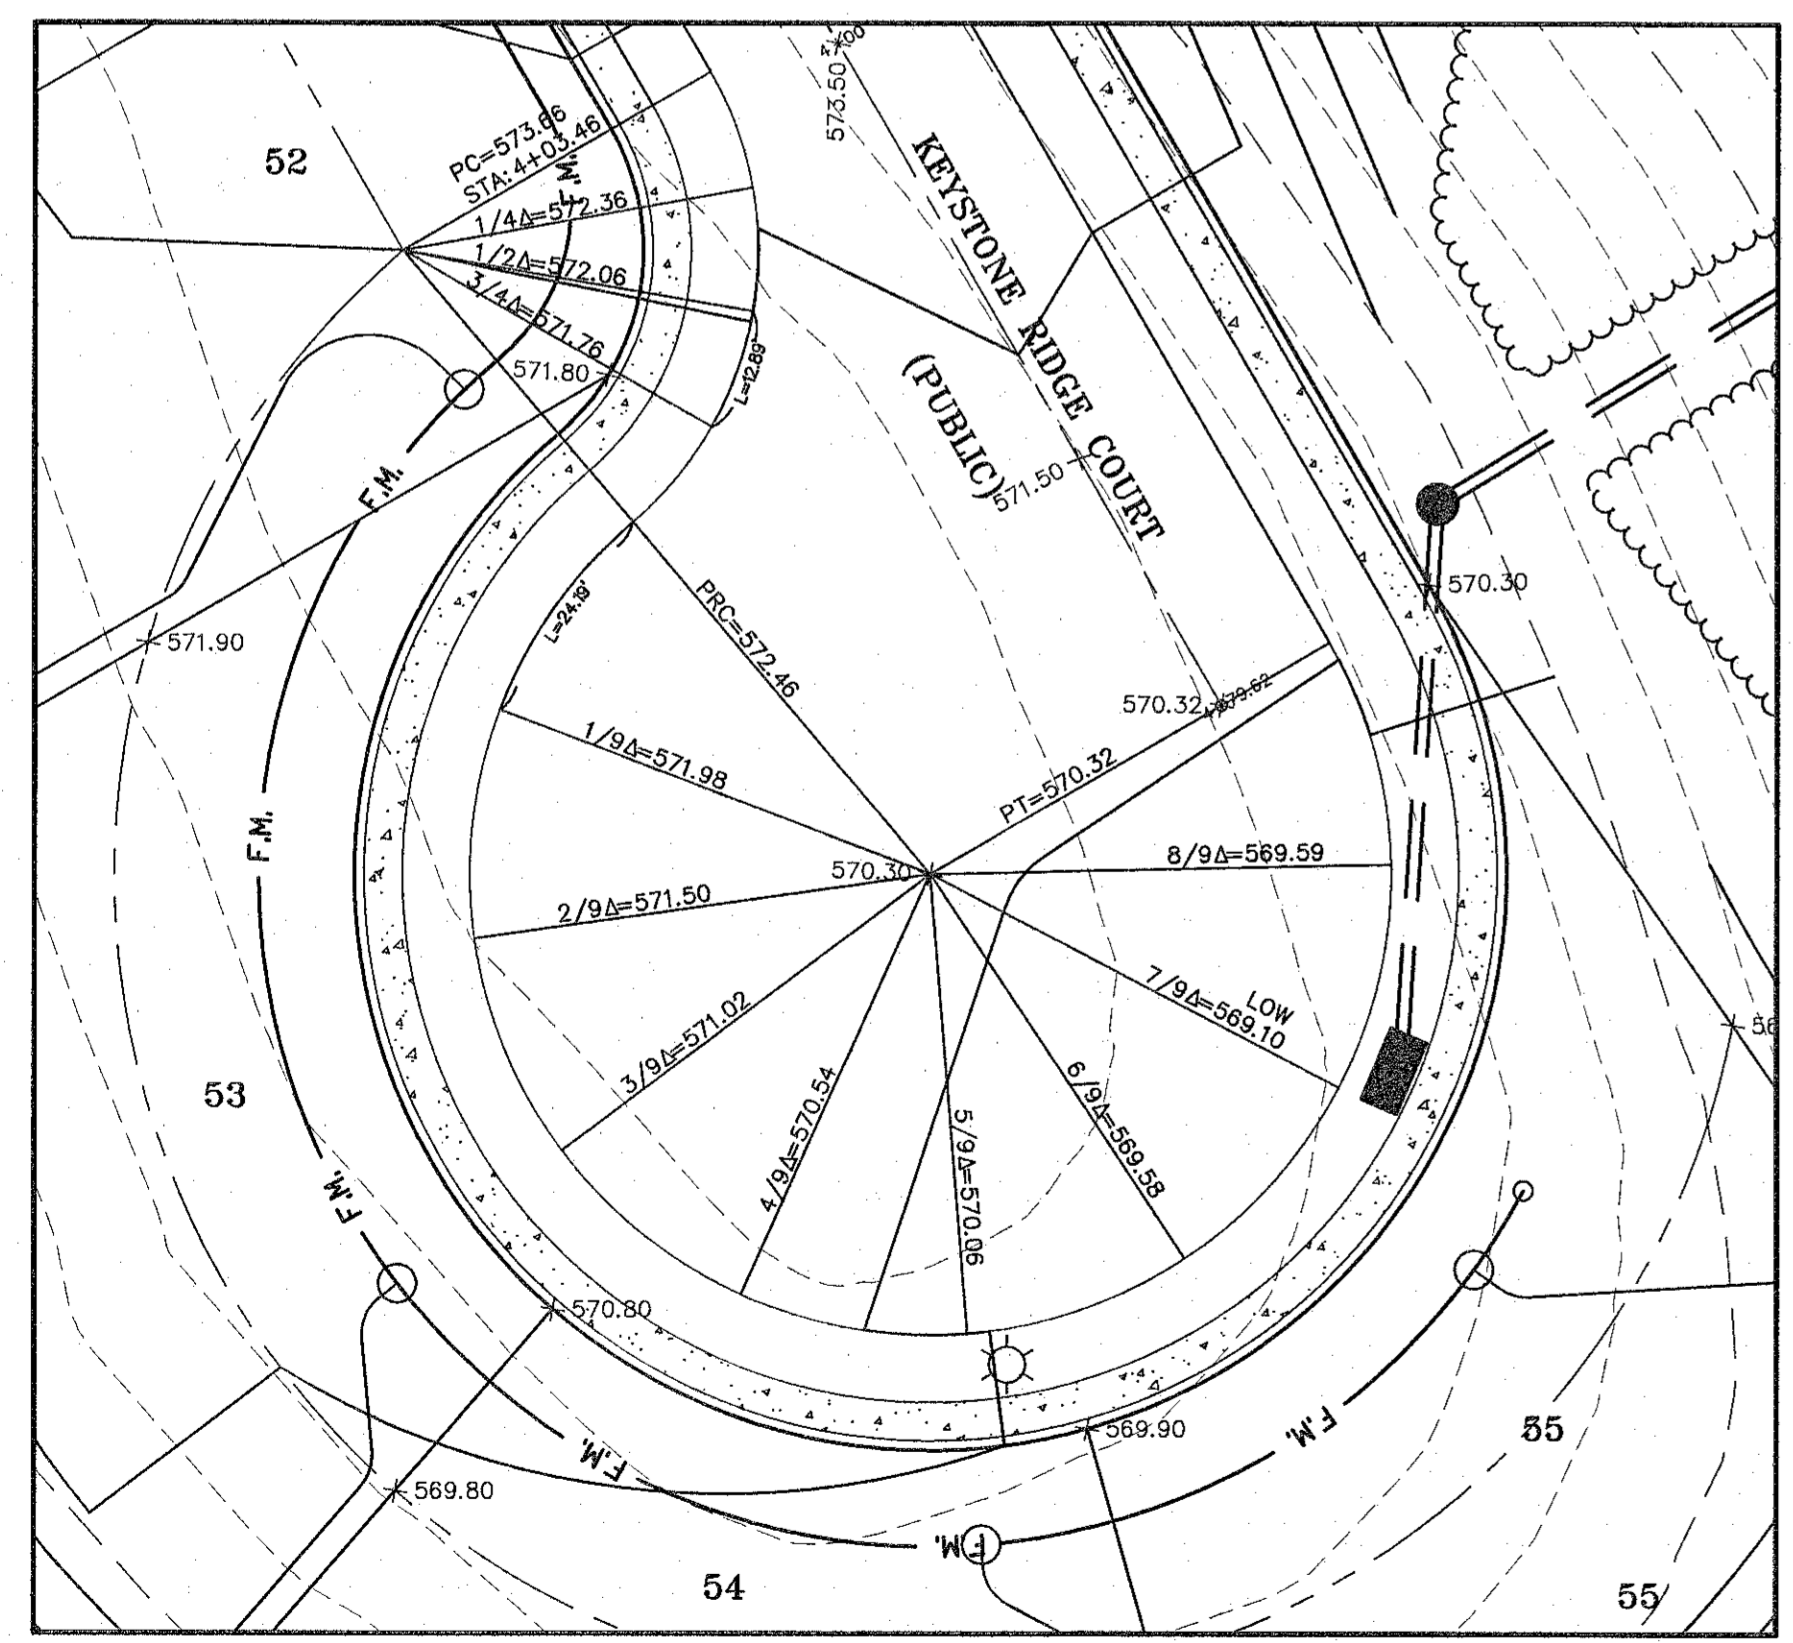 4+00
573.50
52
PC=573.66
STA: 4+03.46
F.M.
1/4Δ=572.36
1/2Δ=572.06
3/4Δ=571.76
571.80
L=12.89'
KEYSTONE RIDGE COURT
(PUBLIC)
571.50
F.M.
570.30
L=24.19'
571.90
PRC=572.46
570.32
4+79.62
PT=570.32
1/9Δ=571.98
F.M.
8/9Δ=569.59
570.30
2/9Δ=571.50
LOW
7/9Δ=569.10
3/9Δ=571.02
53
4/9Δ=570.54
5/9Δ=570.06
6/9Δ=569.58
F.M.
570.80
569.90
F.M.
55
F.M.
569.80
F.M.
54
55